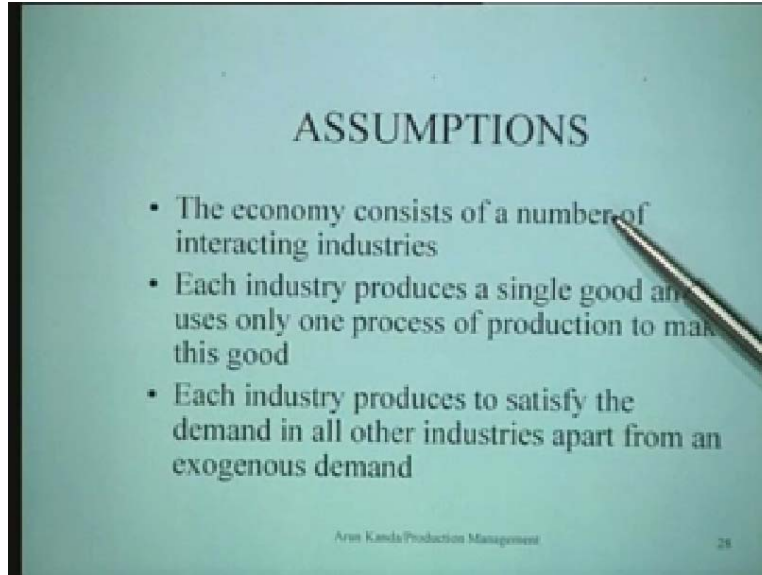 ASSUMPTIONS
• The economy consists of a number of
interacting industries
• Each industry produces a single good and
uses only one process of production to make
this good
• Each industry produces to satisfy the
demand in all other industries apart from an
exogenous demand
Arun Kanda/Production Management
28